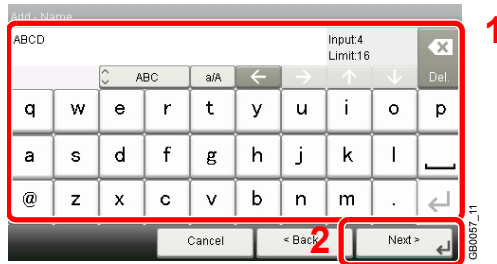 Add - Name
1
ABCD
Input:4
Limit:16
ABC a/A ← → ↑ ↓ Del.
q w e r t y u i o p
a s d f g h j k l
@ z x c v b n m .
2
Cancel < Back Next >
GB0057_11